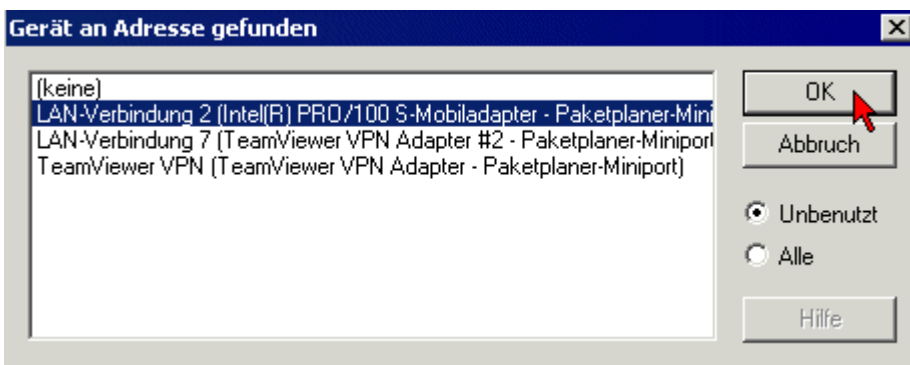 Gerät an Adresse gefunden
(keine)
LAN-Verbindung 2 (Intel(R) PRO/100 S-Mobiladapter - Paketplaner-Mini
LAN-Verbindung 7 (TeamViewer VPN Adapter #2 - Paketplaner-Miniport
TeamViewer VPN (TeamViewer VPN Adapter - Paketplaner-Miniport)
OK
Abbruch
Unbenutzt
Alle
Hilfe